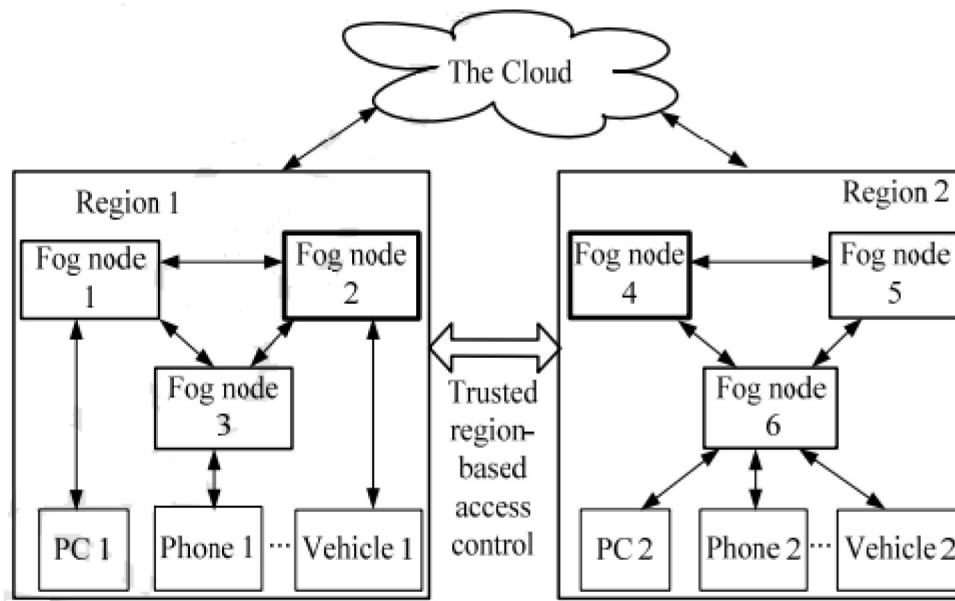 The Cloud
Region 1
Fog node
1
Fog node
2
Fog node
3
PC 1
Phone 1
...
Vehicle 1
Trusted
region-
based
access
control
Region 2
Fog node
4
Fog node
5
Fog node
6
PC 2
Phone 2
...
Vehicle 2